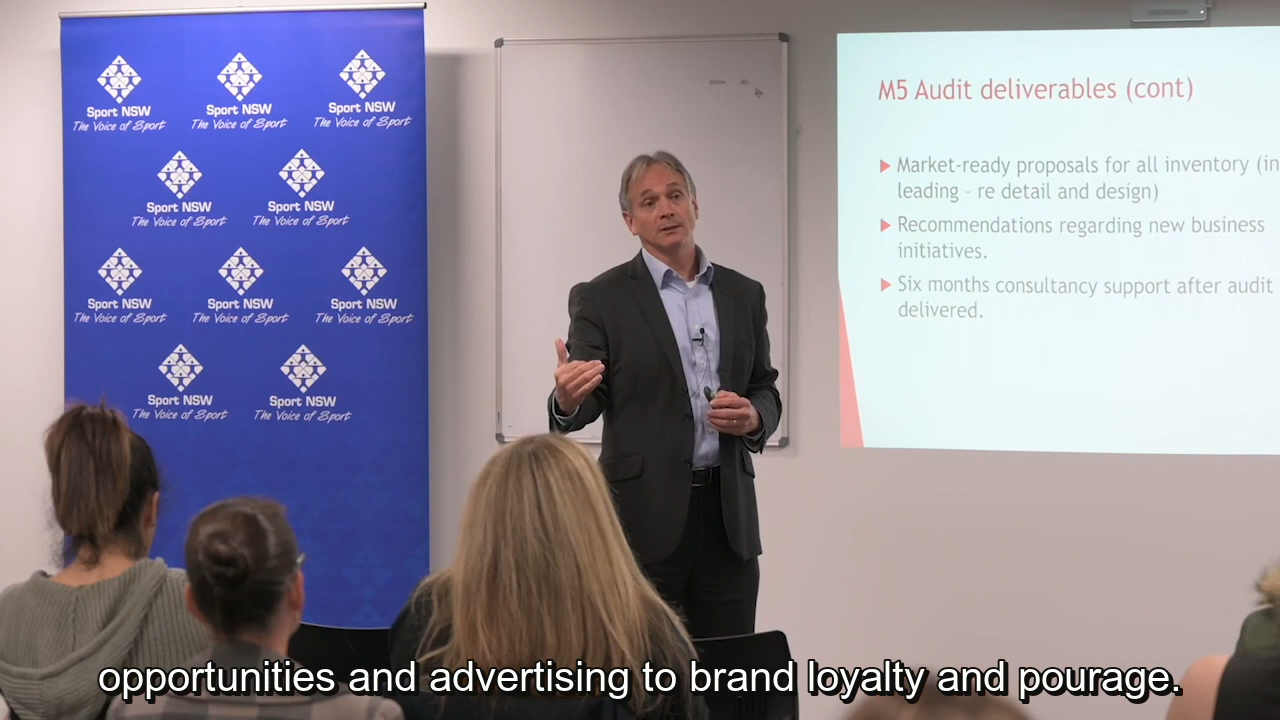 Sport NSW
The Voice of Sport
Sport NSW
The Voice of Sport
Sport NSW
The Voice of Sport
Sport NSW
The Voice of Sport
Sport NSW
The Voice of Sport
Sport NSW
The Voice of Sport
Sport NSW
The Voice of Sport
Sport NSW
The Voice of Sport
Sport NSW
The Voice of Sport
Sport NSW
The Voice of Sport
M5 Audit deliverables (cont)
Market-ready proposals for all inventory (in
leading - re detail and design)
Recommendations regarding new business
initiatives.
Six months consultancy support after audit
delivered.
opportunities and advertising to brand loyalty and pourage.